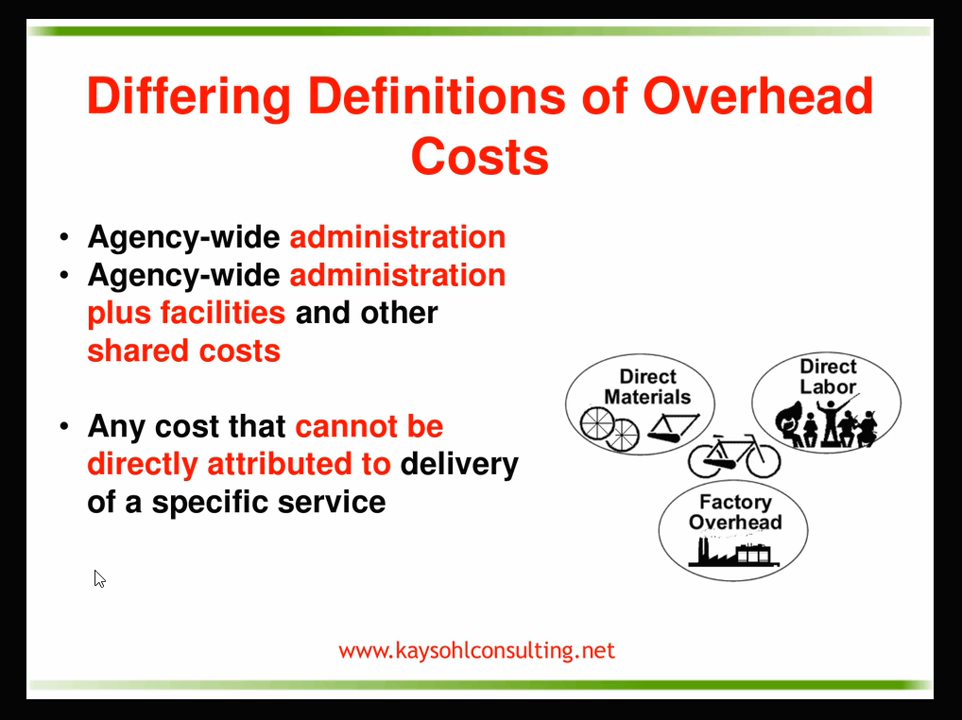 Differing Definitions of Overhead
Costs
• Agency-wide administration
• Agency-wide administration
plus facilities and other
shared costs
• Any cost that cannot be
directly attributed to delivery
of a specific service
Direct
Materials
Direct
Labor
Factory
Overhead
www.kaysohlconsulting.net